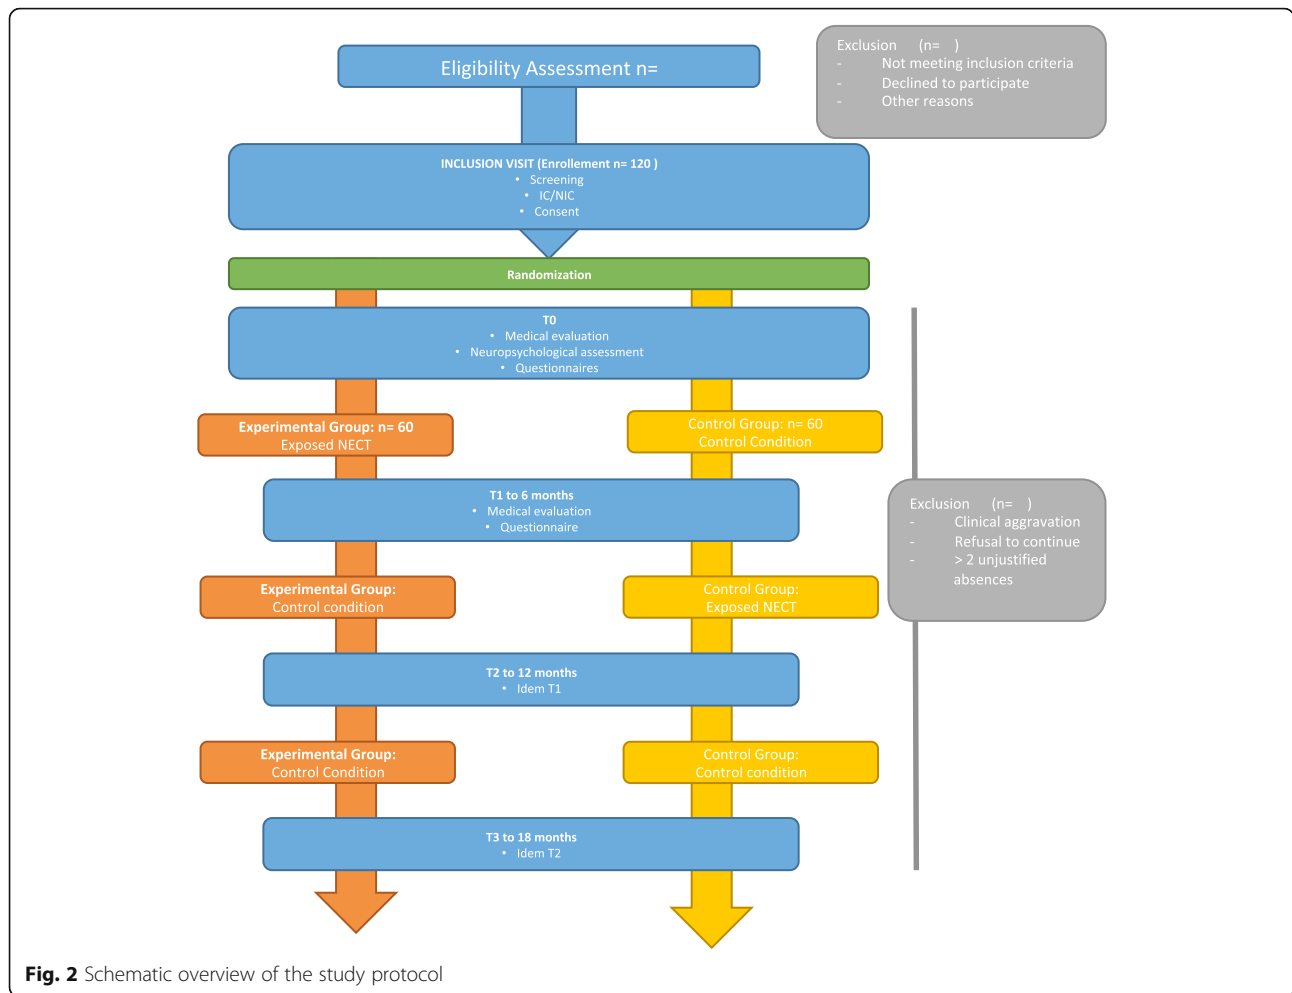 Eligibility Assessment n=
Exclusion (n= )
- Not meeting inclusion criteria
- Declined to participate
- Other reasons
INCLUSION VISIT (Enrollement n= 120 )
• Screening
• IC/NIC
• Consent
Randomization
T0
• Medical evaluation
• Neuropsychological assessment
• Questionnaires
Experimental Group: n= 60
Exposed NECT
Control Group: n= 60
Control Condition
T1 to 6 months
• Medical evaluation
• Questionnaire
Exclusion (n= )
- Clinical aggravation
- Refusal to continue
- > 2 unjustified
absences
Experimental Group:
Control condition
Control Group:
Exposed NECT
T2 to 12 months
• Idem T1
Experimental Group:
Control Condition
Control Group:
Control condition
T3 to 18 months
• Idem T2
Fig. 2 Schematic overview of the study protocol